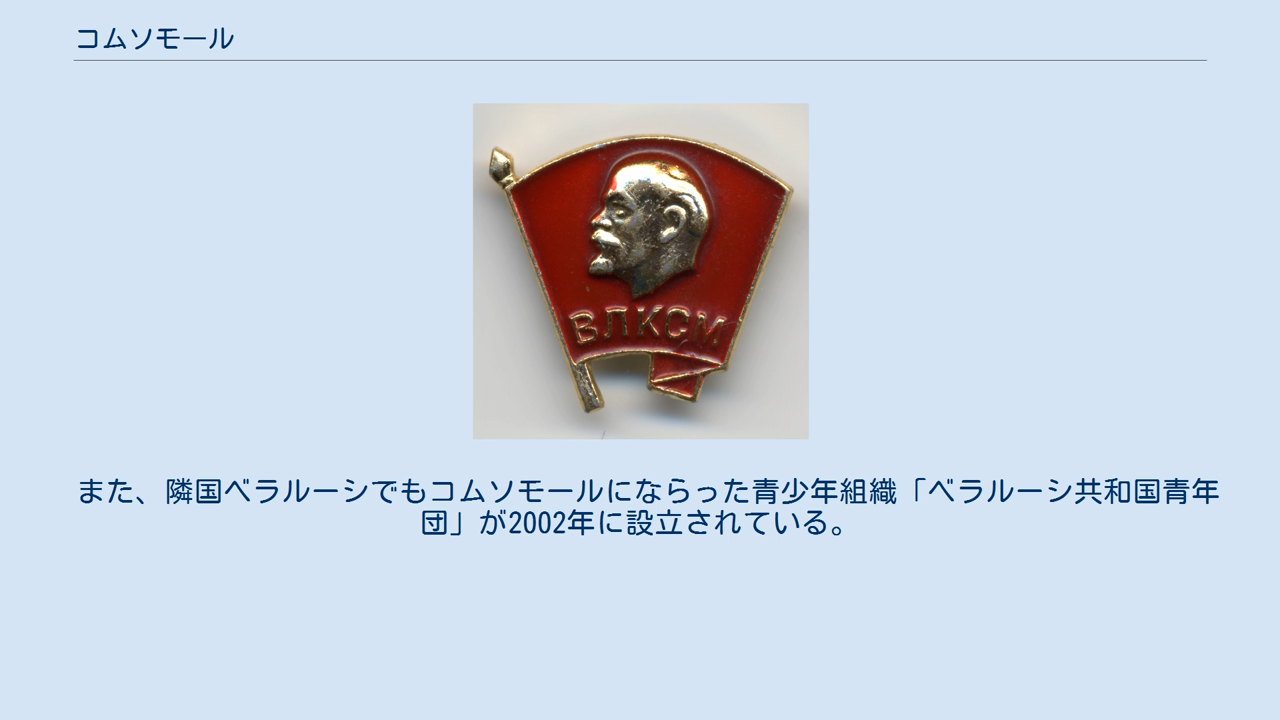 コムソモール
ВЛКСМ
また、隣国ベラルーシでもコムソモールにならった青少年組織「ベラルーシ共和国青年
団」が2002年に設立されている。